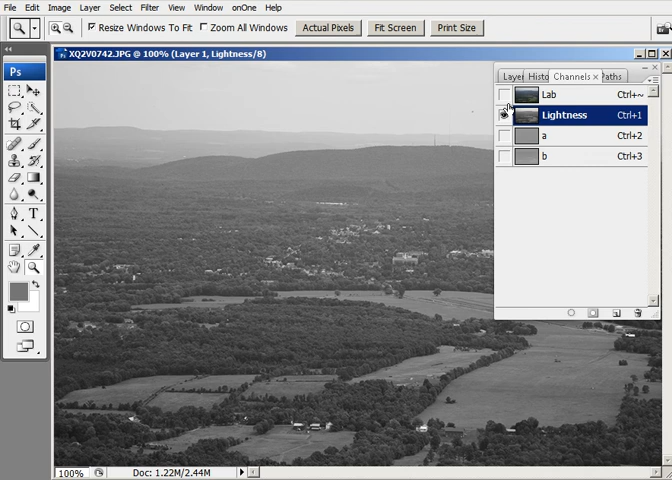 File Edit Image Layer Select Filter View Window onOne Help
Resize Windows To Fit Zoom All Windows Actual Pixels Fit Screen Print Size
XQ2V0742.JPG @ 100% (Layer 1, Lightness/8)
Ps
Layer Histo Channels × Paths
Lab Ctrl+~
Lightness Ctrl+1
a Ctrl+2
b Ctrl+3
T
100% Doc: 1.22M/2.44M